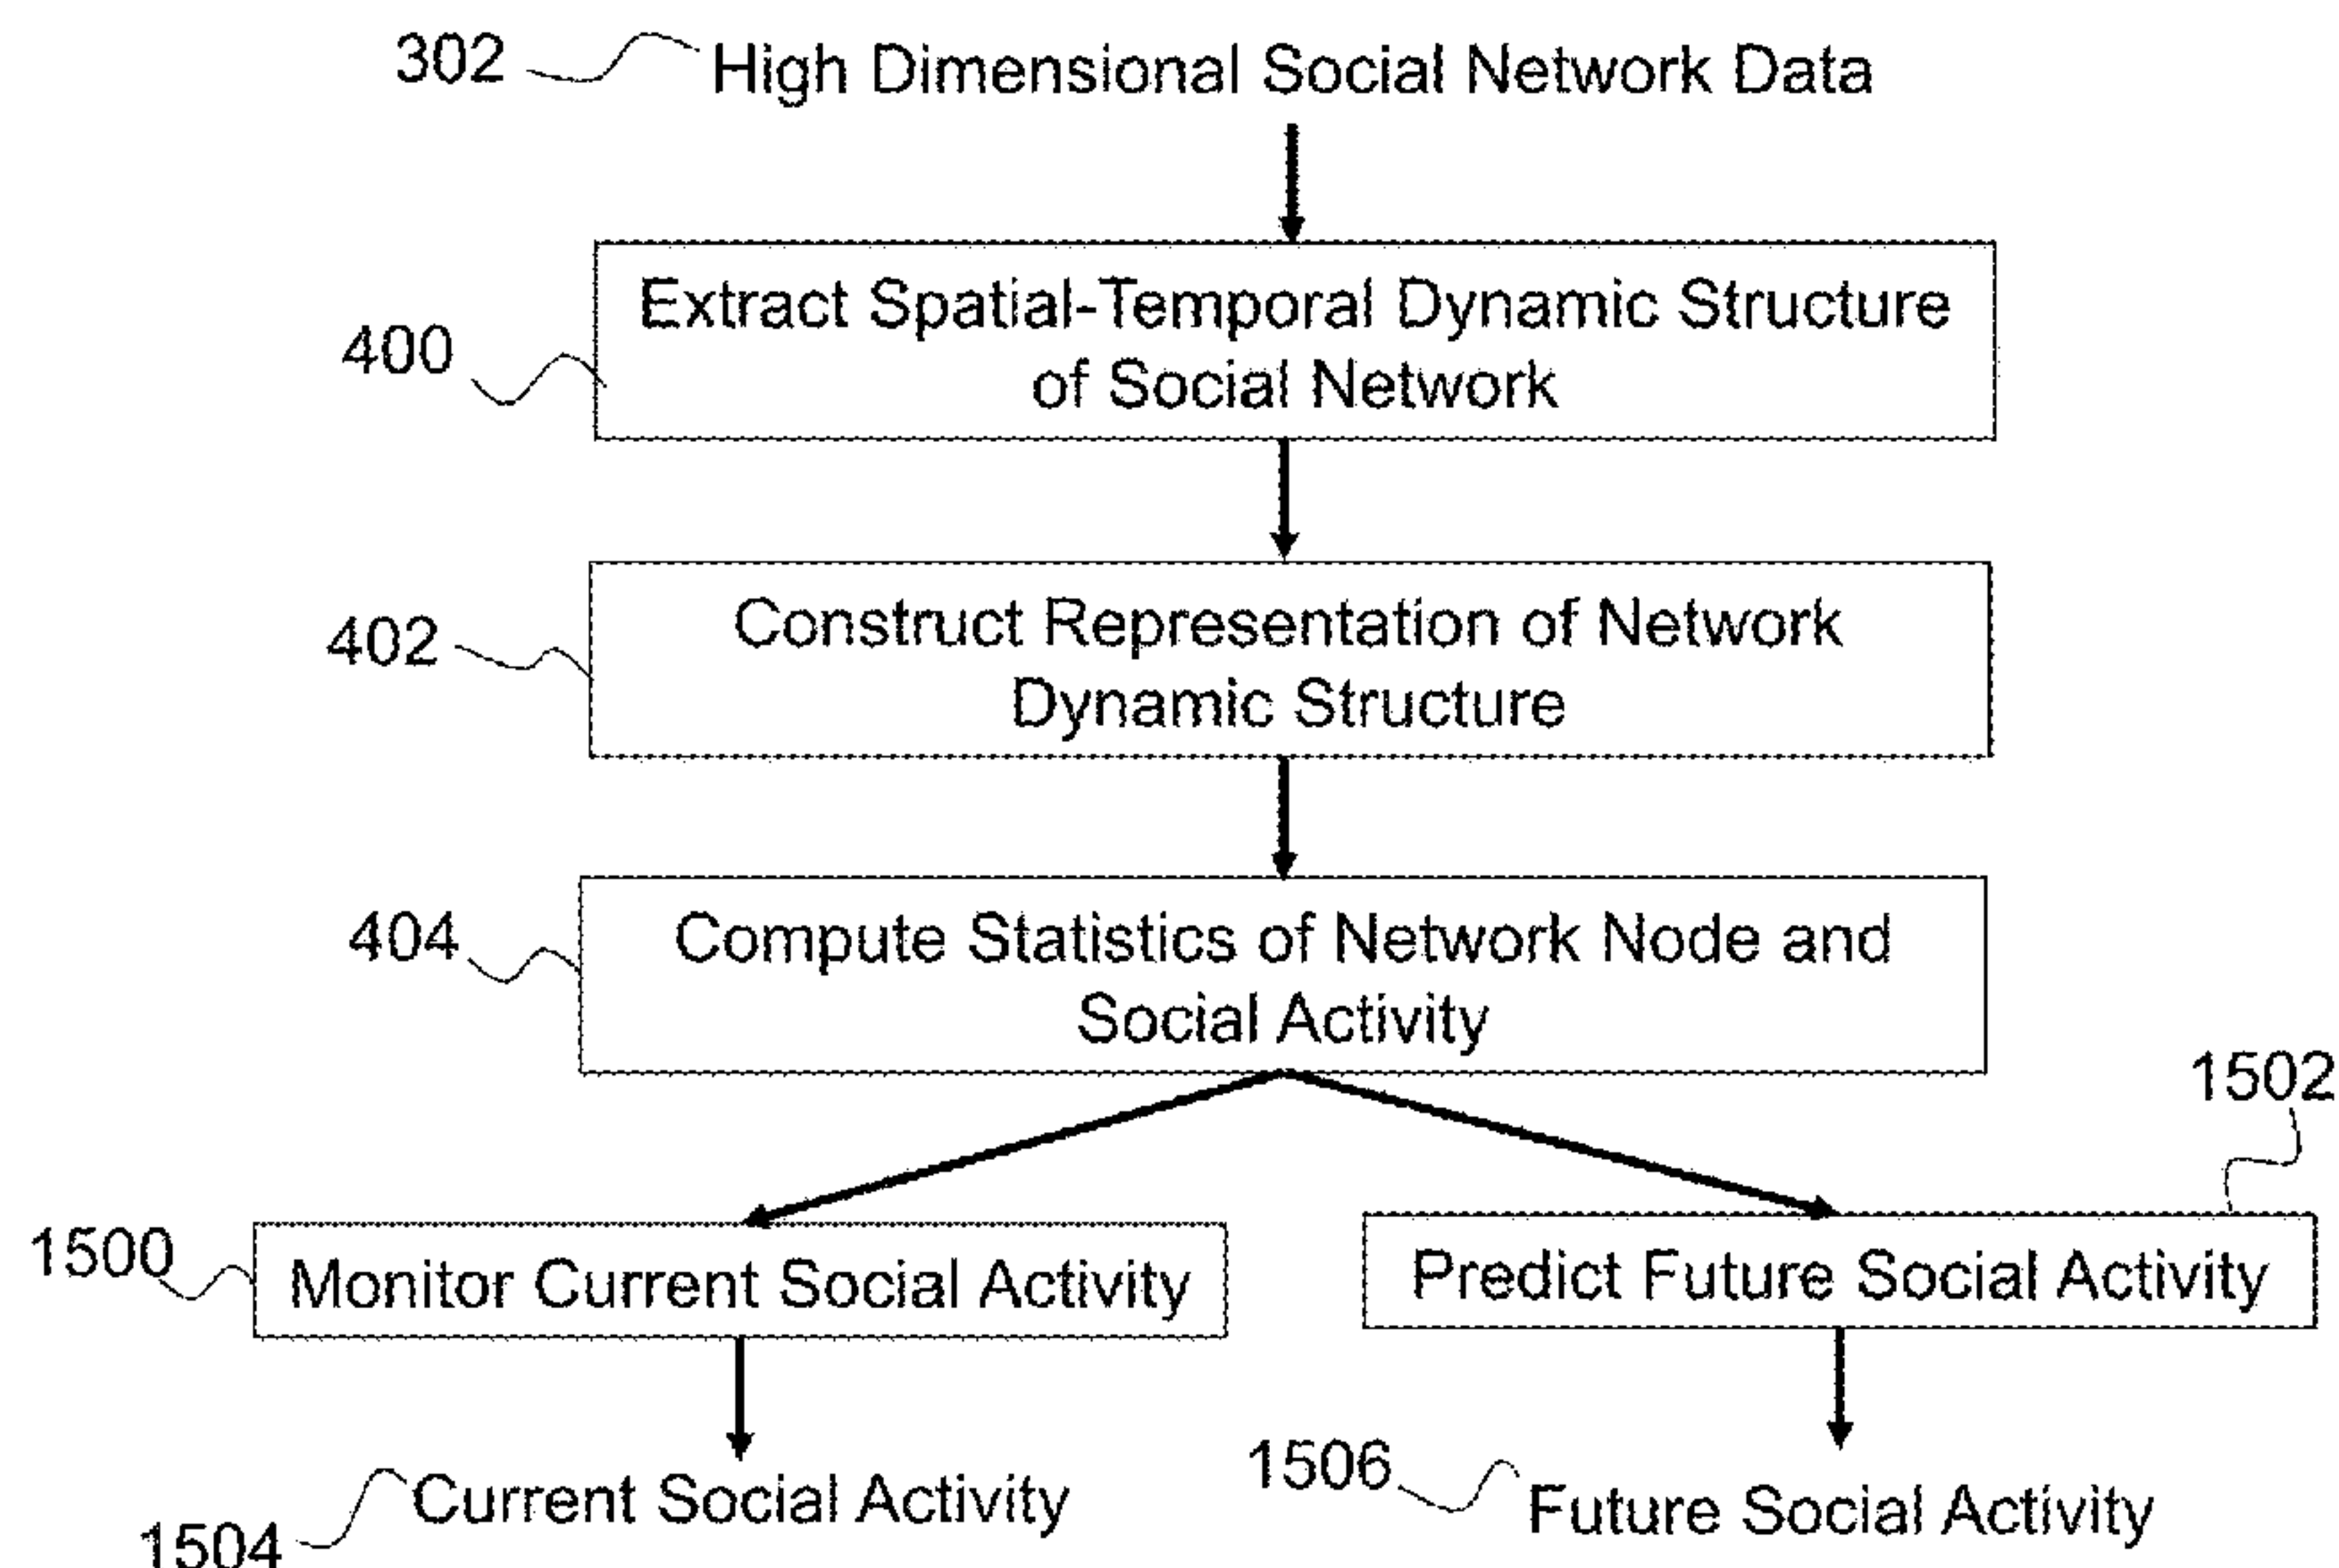 302 High Dimensional Social Network Data
Extract Spatial-Temporal Dynamic Structure
400
of Social Network
Construct Representation of Network
402
Dynamic Structure
404
Compute Statistics of Network Node and
Social Activity
1502
1500
Monitor Current Social Activity
Predict Future Social Activity
1506
Current Social Activity
Future Social Activity
1504